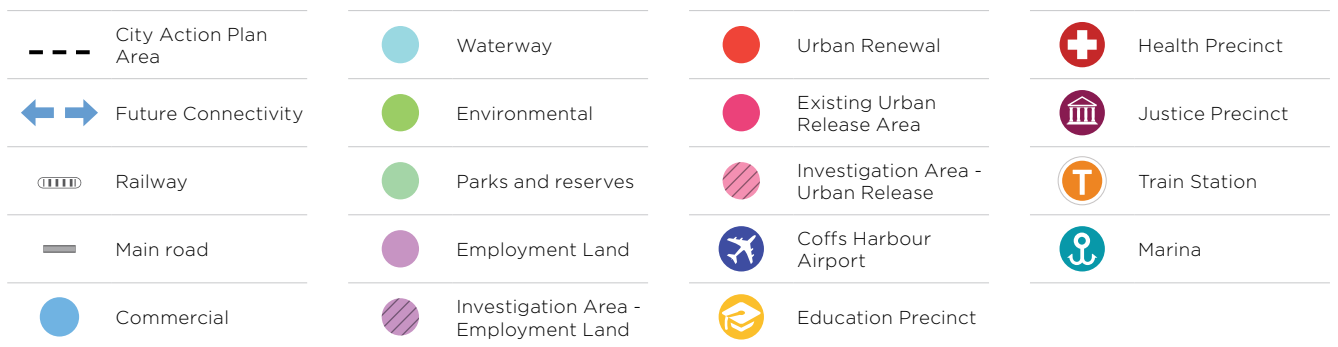 City Action Plan
Area
Future Connectivity
Railway
Main road
Commercial
Waterway
Environmental
Parks and reserves
Employment Land
Investigation Area -
Employment Land
Urban Renewal
Existing Urban
Release Area
Investigation Area -
Urban Release
Coffs Harbour
Airport
Education Precinct
Health Precinct
Justice Precinct
T
Train Station
Marina